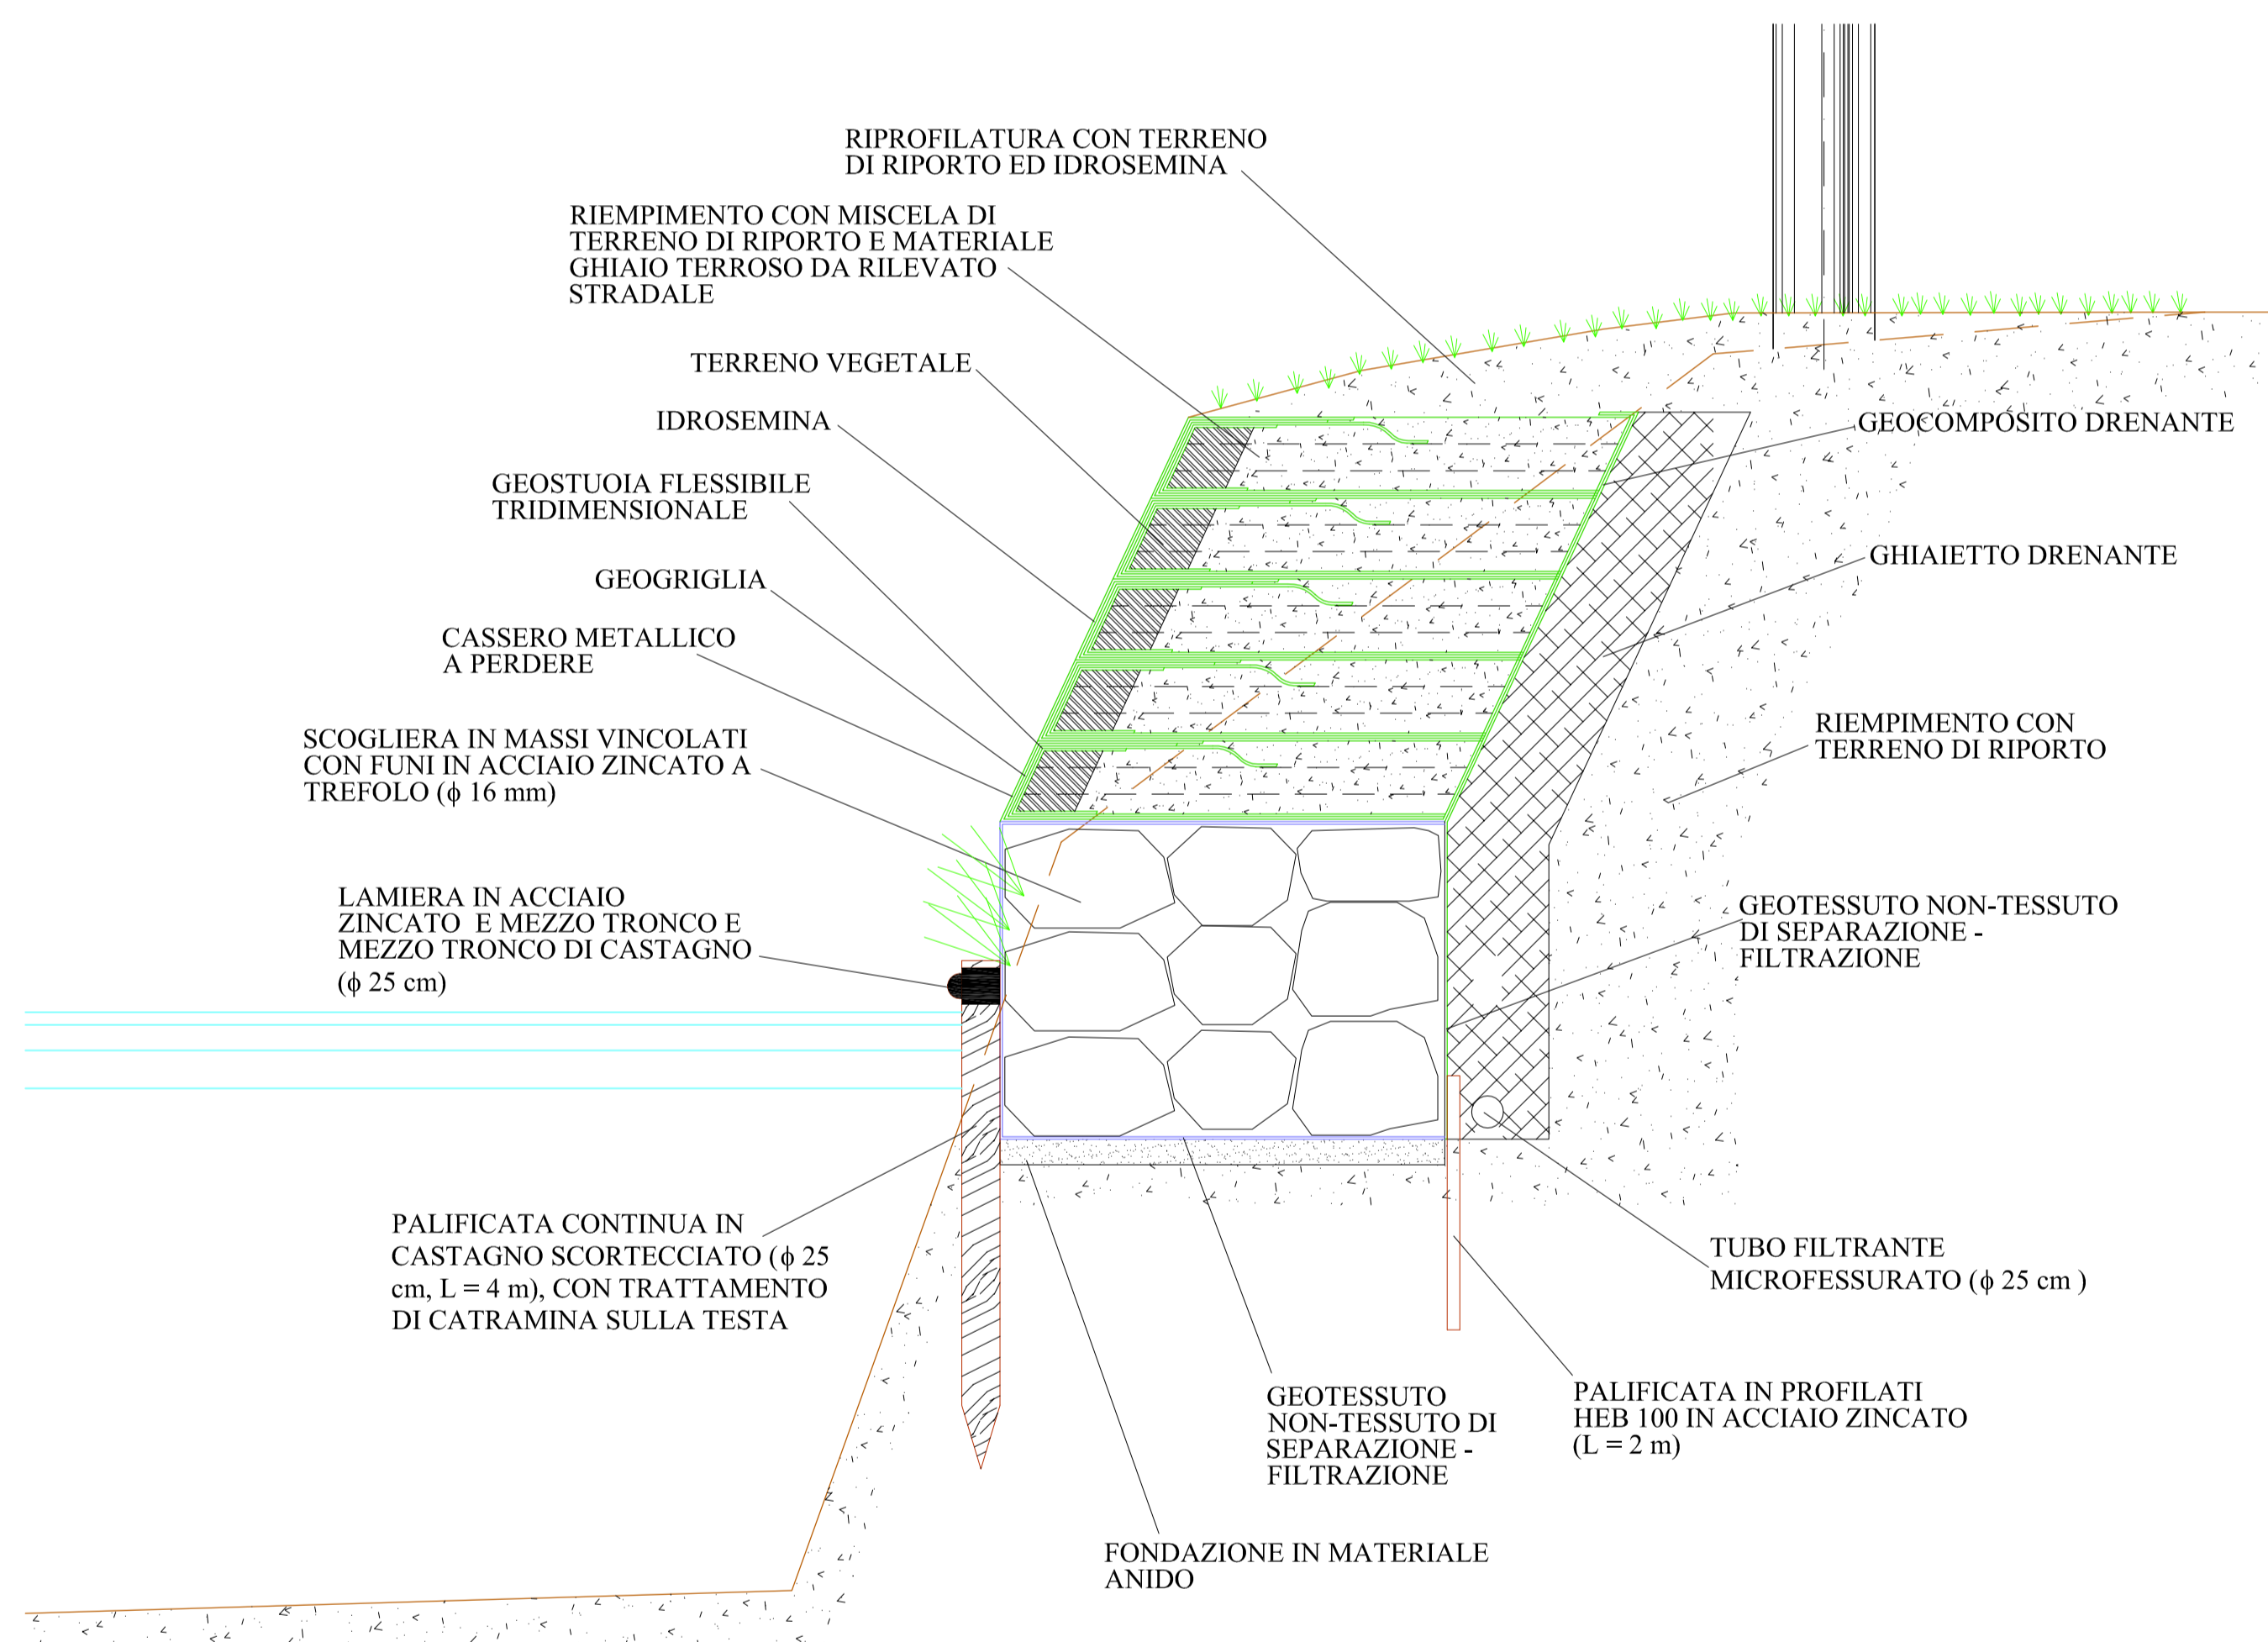 RIPROFILATURA CON TERRENO
DI RIPORTO ED IDROSEMINA
RIEMPIMENTO CON MISCELA DI
TERRENO DI RIPORTO E MATERIALE
GHIAIO TERROSO DA RILEVATO
STRADALE
TERRENO VEGETALE
IDROSEMINA
GEOSTUOIA FLESSIBILE
TRIDIMENSIONALE
GEOGRIGLIA
CASSERO METALLICO
A PERDERE
SCOGLIERA IN MASSI VINCOLATI
CON FUNI IN ACCIAIO ZINCATO A
TREFOLO (ϕ 16 mm)
LAMIERA IN ACCIAIO
ZINCATO E MEZZO TRONCO E
MEZZO TRONCO DI CASTAGNO
(ϕ 25 cm)
PALIFICATA CONTINUA IN
CASTAGNO SCORTECCIATO (ϕ 25
cm, L = 4 m), CON TRATTAMENTO
DI CATRAMINA SULLA TESTA
GEOCOMPOSITO DRENANTE
GHIAIETTO DRENANTE
RIEMPIMENTO CON
TERRENO DI RIPORTO
GEOTESSUTO NON-TESSUTO
DI SEPARAZIONE -
FILTRAZIONE
TUBO FILTRANTE
MICROFESSURATO (ϕ 25 cm )
PALIFICATA IN PROFILATI
HEB 100 IN ACCIAIO ZINCATO
(L = 2 m)
GEOTESSUTO
NON-TESSUTO DI
SEPARAZIONE -
FILTRAZIONE
FONDAZIONE IN MATERIALE
ANIDO